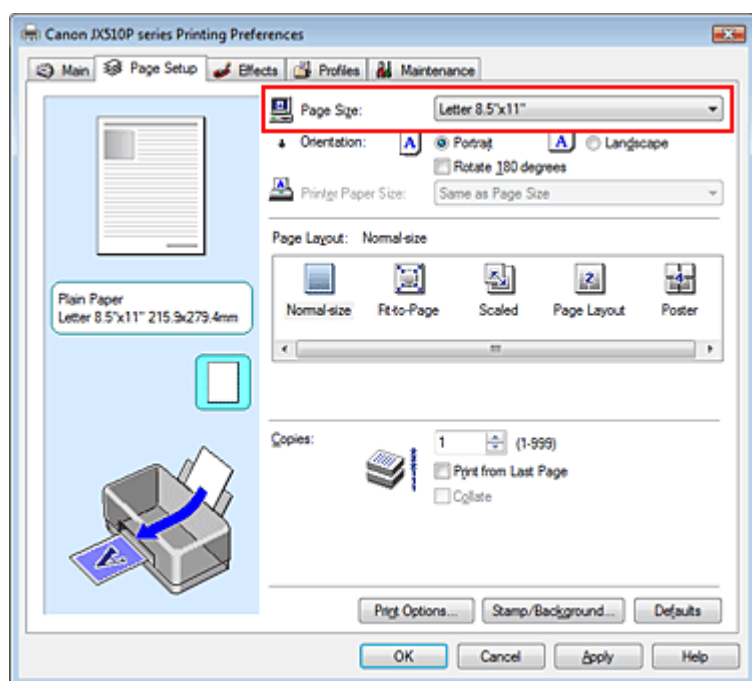 Canon JX510P series Printing Preferences
Main Page Setup Effects Profiles Maintenance
Page Size: Letter 8.5"x11"
Orientation: A Portrait A Landscape
Rotate 180 degrees
Printer Paper Size: Same as Page Size
Page Layout: Normal-size
Normal-size Fit-to-Page Scaled Page Layout Poster
Plain Paper
Letter 8.5"x11" 215.9x279.4mm
Copies: 1 (1-999)
Print from Last Page
Collate
Print Options... Stamp/Background... Defaults
OK Cancel Apply Help